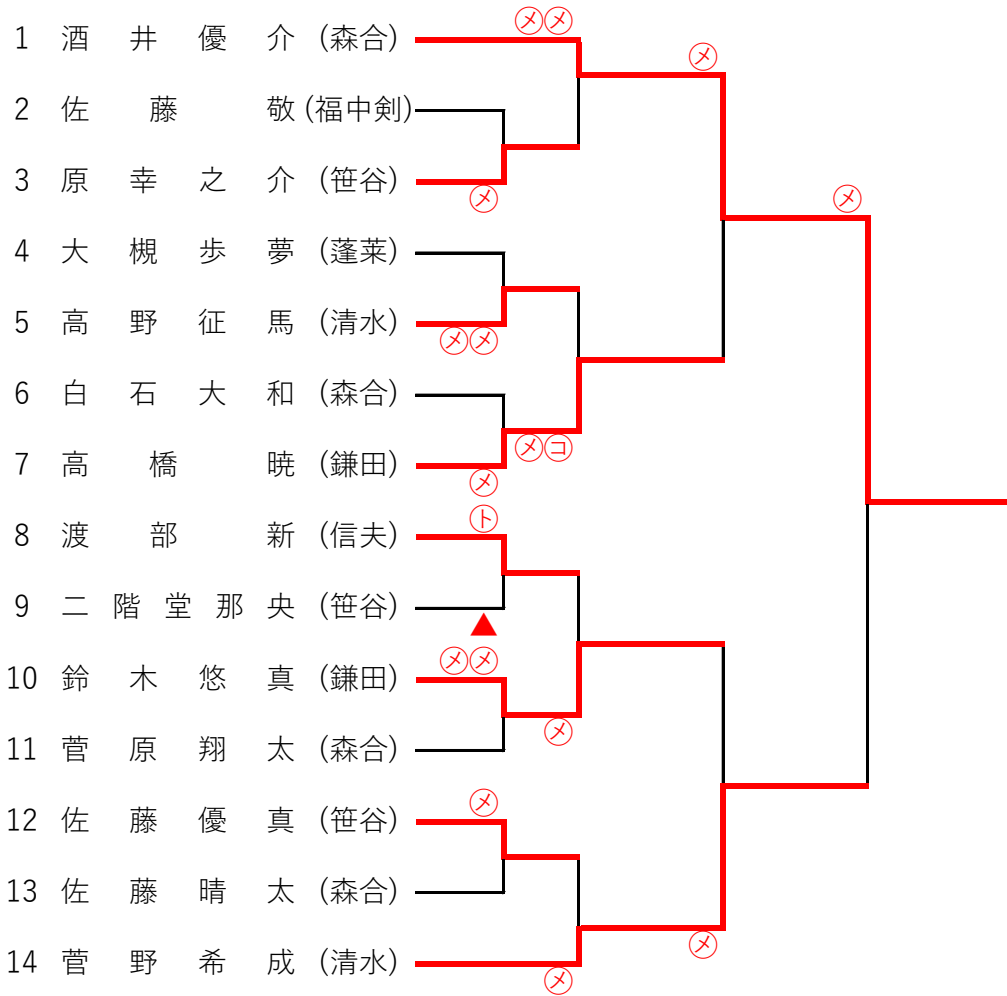 ㋱㋱
1 酒井優介 (森合)
㋱
2 佐藤敬 (福中剣)
3 原幸之介 (笹谷)
㋱
㋱
4 大槻歩夢 (蓬莱)
5 高野征馬 (清水)
㋱㋱
6 白石大和 (森合)
㋱㋙
7 高橋暁 (鎌田)
㋱
㋣
8 渡部新 (信夫)
9 二階堂那央 (笹谷)
▲
㋱㋱
10 鈴木悠真 (鎌田)
㋱
11 菅原翔太 (森合)
㋱
12 佐藤優真 (笹谷)
13 佐藤晴太 (森合)
㋱
14 菅野希成 (清水)
㋱